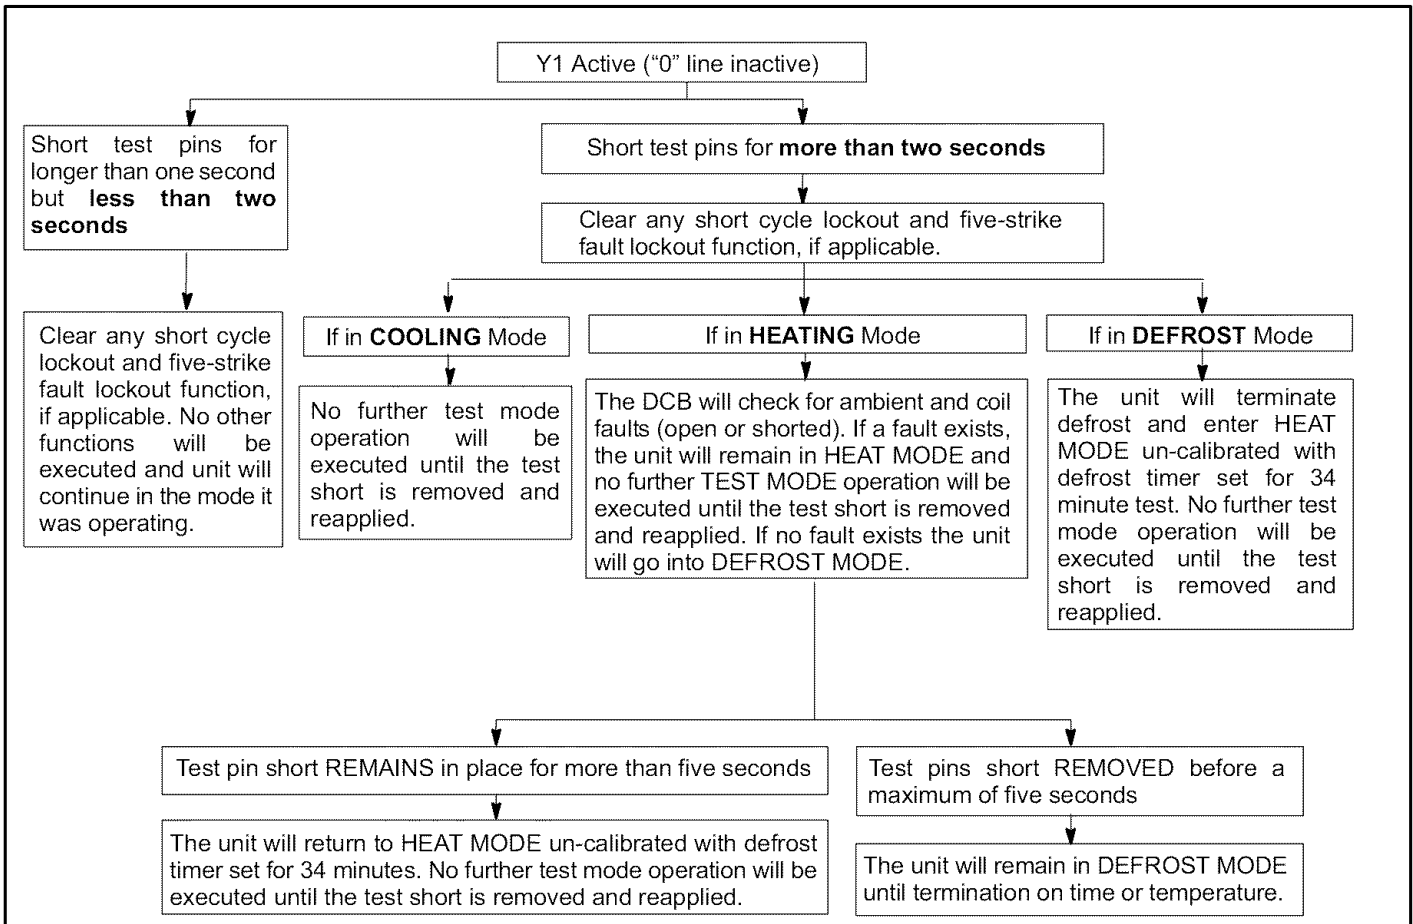 Y1 Active (“0” line inactive)
Short test pins for
longer than one second
but less than two
seconds
Short test pins for more than two seconds
Clear any short cycle lockout and five-strike
fault lockout function, if applicable.
Clear any short cycle
lockout and five-strike
fault lockout function,
if applicable. No other
functions will be
executed and unit will
continue in the mode it
was operating.
If in COOLING Mode
No further test mode
operation will be
executed until the test
short is removed and
reapplied.
If in HEATING Mode
The DCB will check for ambient and coil
faults (open or shorted). If a fault exists,
the unit will remain in HEAT MODE and
no further TEST MODE operation will be
executed until the test short is removed
and reapplied. If no fault exists the unit
will go into DEFROST MODE.
If in DEFROST Mode
The unit will terminate
defrost and enter HEAT
MODE un-calibrated with
defrost timer set for 34
minute test. No further test
mode operation will be
executed until the test
short is removed and
reapplied.
Test pin short REMAINS in place for more than five seconds
The unit will return to HEAT MODE un-calibrated with defrost
timer set for 34 minutes. No further test mode operation will be
executed until the test short is removed and reapplied.
Test pins short REMOVED before a
maximum of five seconds
The unit will remain in DEFROST MODE
until termination on time or temperature.